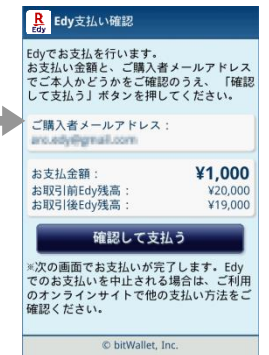 R
Edy
Edy支払い確認
Edyでお支払を行います。
お支払い金額と、ご購入者メールアドレス
でご本人かどうかをご確認のうえ、「確認
して支払う」ボタンを押してください。
ご購入者メールアドレス：
お支払金額： ¥1,000
お取引前Edy残高： ¥20,000
お取引後Edy残高： ¥19,000
確認して支払う
※次の画面でお支払いが完了します。Edy
でのお支払いを中止される場合は、ご利用
のオンラインサイトで他の支払い方法をご
確認ください。
© bitWallet, Inc.